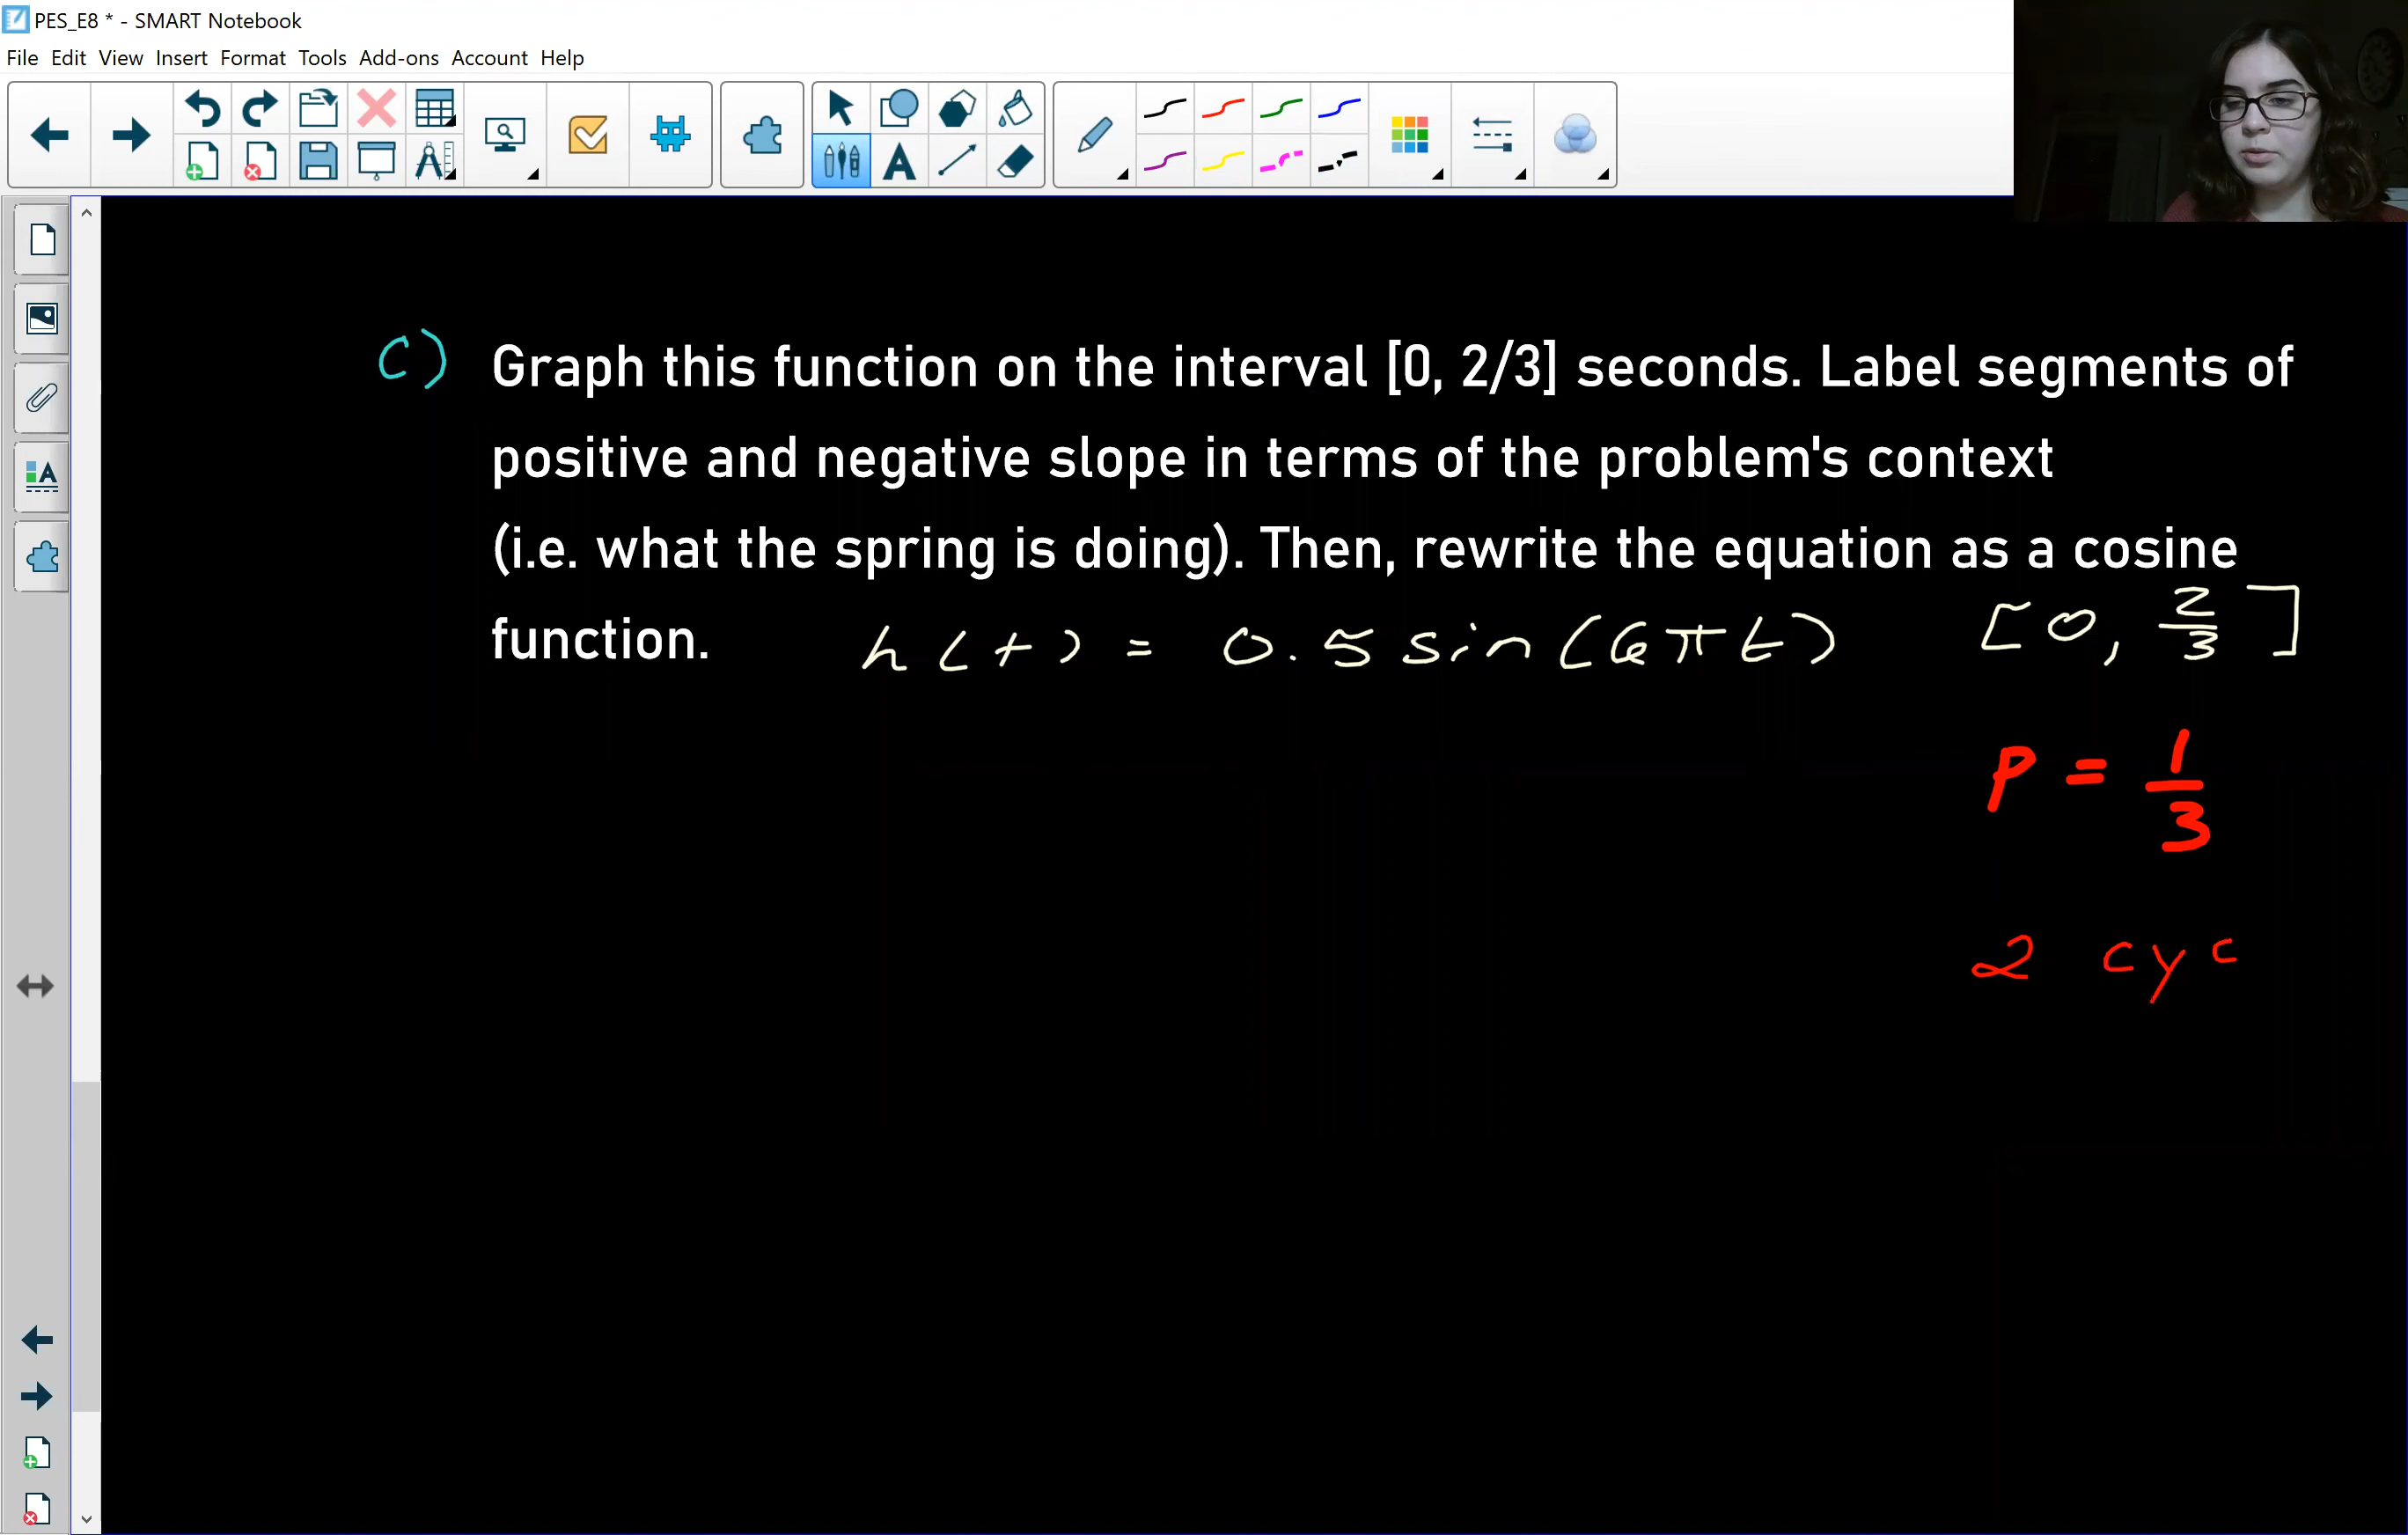 PES_E8 * - SMART Notebook
File Edit View Insert Format Tools Add-ons Account Help
A
A
c) Graph this function on the interval [0, 2/3] seconds. Label segments of
positive and negative slope in terms of the problem's context
(i.e. what the spring is doing). Then, rewrite the equation as a cosine
function. h(t) = 0.5 sin(6πt) [0, 2/3]
P = 1/3
2 cyc